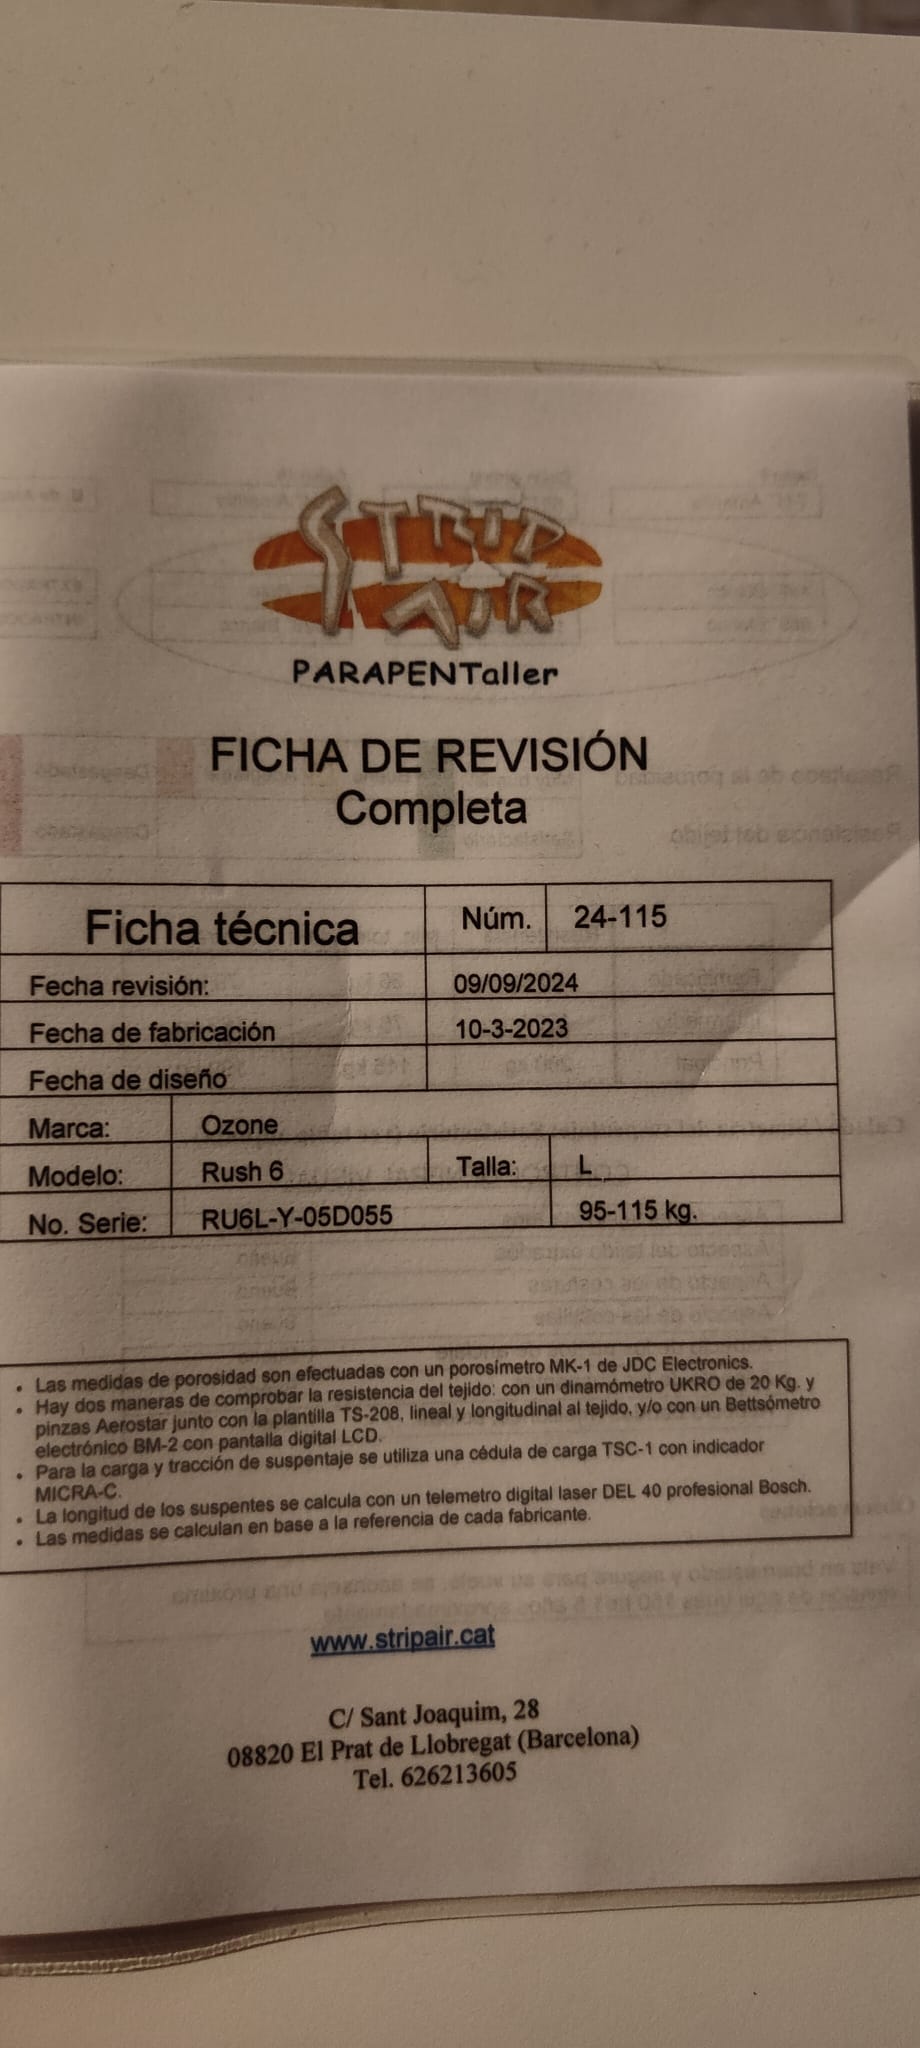 STRIP
AIR
PARAPENTaller
FICHA DE REVISIÓN
Completa
Ficha técnica Núm. 24-115
Fecha revisión: 09/09/2024
Fecha de fabricación 10-3-2023
Fecha de diseño
Marca: Ozone
Modelo: Rush 6 Talla: L
No. Serie: RU6L-Y-05D055 95-115 kg.
• Las medidas de porosidad son efectuadas con un porosímetro MK-1 de JDC Electronics.
• Hay dos maneras de comprobar la resistencia del tejido: con un dinamómetro UKRO de 20 Kg. y
pinzas Aerostar junto con la plantilla TS-208, lineal y longitudinal al tejido, y/o con un Bettsómetro
electrónico BM-2 con pantalla digital LCD.
• Para la carga y tracción de suspentaje se utiliza una cédula de carga TSC-1 con indicador
MICRA-C.
• La longitud de los suspentes se calcula con un telemetro digital laser DEL 40 profesional Bosch.
• Las medidas se calculan en base a la referencia de cada fabricante.
www.stripair.cat
C/ Sant Joaquim, 28
08820 El Prat de Llobregat (Barcelona)
Tel. 626213605